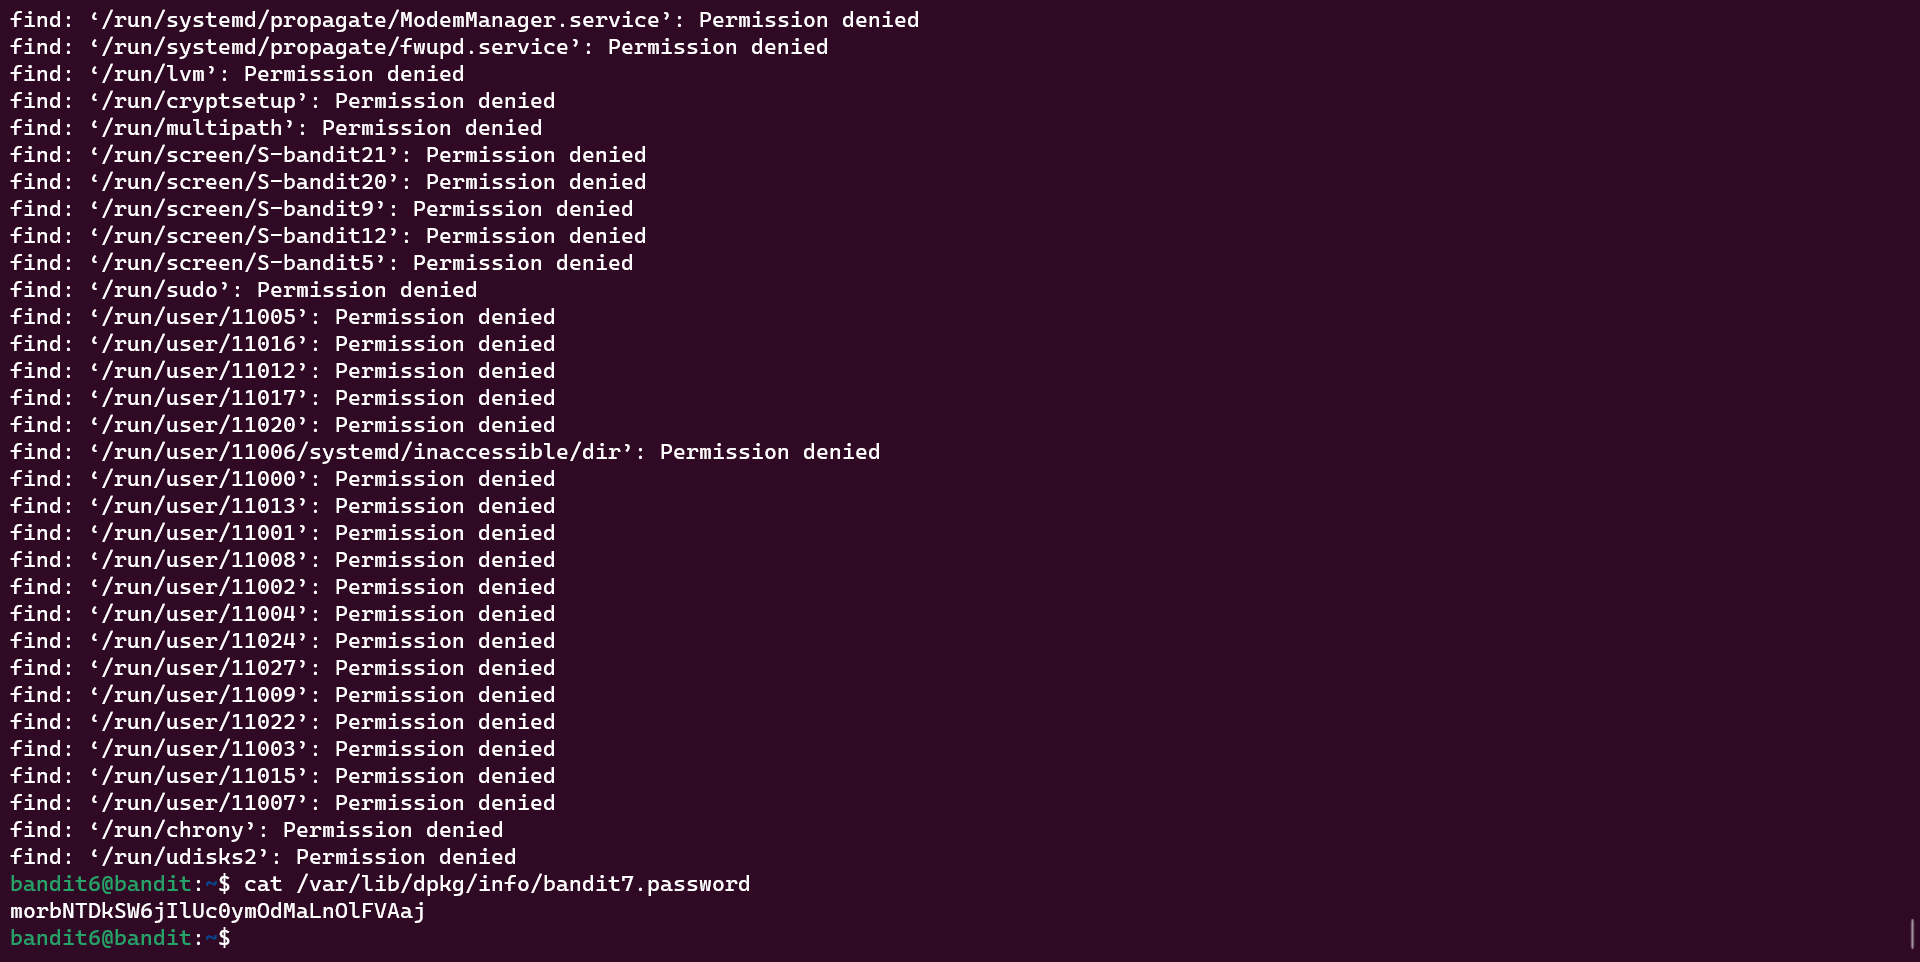 find: ‘/run/systemd/propagate/ModemManager.service’: Permission denied
find: ‘/run/systemd/propagate/fwupd.service’: Permission denied
find: ‘/run/lvm’: Permission denied
find: ‘/run/cryptsetup’: Permission denied
find: ‘/run/multipath’: Permission denied
find: ‘/run/screen/S-bandit21’: Permission denied
find: ‘/run/screen/S-bandit20’: Permission denied
find: ‘/run/screen/S-bandit9’: Permission denied
find: ‘/run/screen/S-bandit12’: Permission denied
find: ‘/run/screen/S-bandit5’: Permission denied
find: ‘/run/sudo’: Permission denied
find: ‘/run/user/11005’: Permission denied
find: ‘/run/user/11016’: Permission denied
find: ‘/run/user/11012’: Permission denied
find: ‘/run/user/11017’: Permission denied
find: ‘/run/user/11020’: Permission denied
find: ‘/run/user/11006/systemd/inaccessible/dir’: Permission denied
find: ‘/run/user/11000’: Permission denied
find: ‘/run/user/11013’: Permission denied
find: ‘/run/user/11001’: Permission denied
find: ‘/run/user/11008’: Permission denied
find: ‘/run/user/11002’: Permission denied
find: ‘/run/user/11004’: Permission denied
find: ‘/run/user/11024’: Permission denied
find: ‘/run/user/11027’: Permission denied
find: ‘/run/user/11009’: Permission denied
find: ‘/run/user/11022’: Permission denied
find: ‘/run/user/11003’: Permission denied
find: ‘/run/user/11015’: Permission denied
find: ‘/run/user/11007’: Permission denied
find: ‘/run/chrony’: Permission denied
find: ‘/run/udisks2’: Permission denied
bandit6@bandit:~$ cat /var/lib/dpkg/info/bandit7.password
morbNTDkSW6jIlUc0ymOdMaLnOlFVAaj
bandit6@bandit:~$